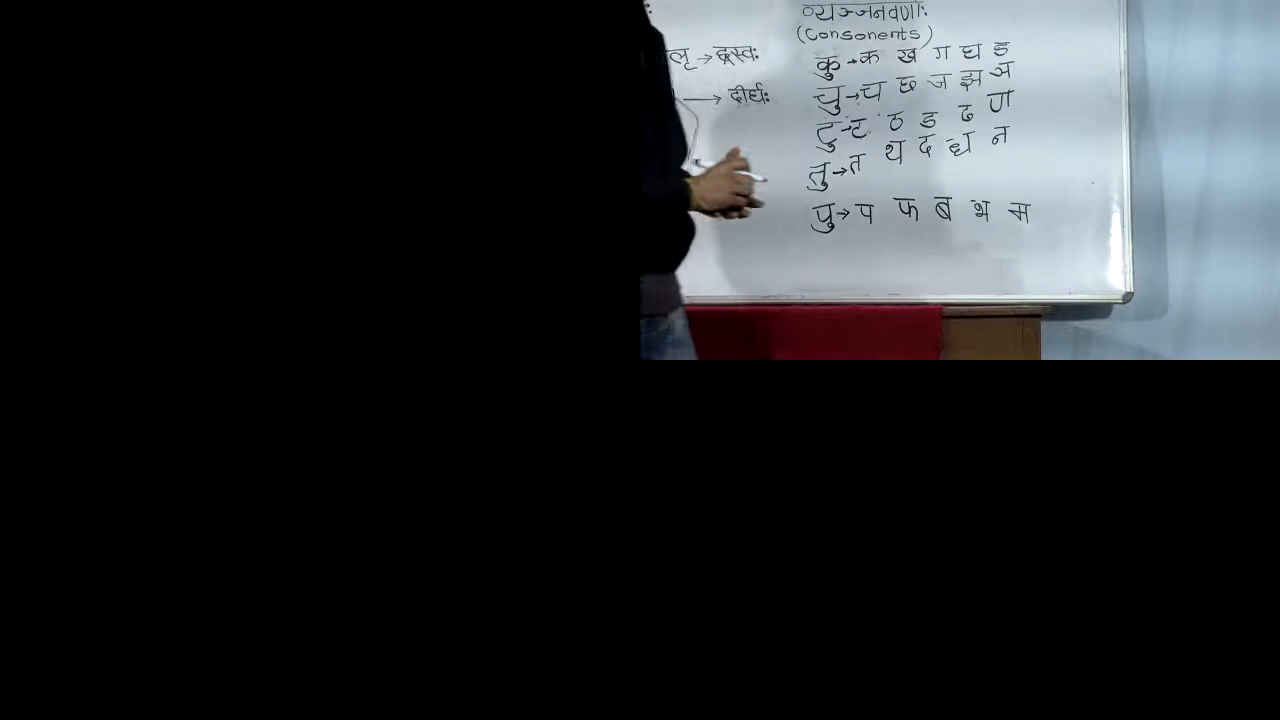 व्यञ्जनवर्णाः
(Consonents)
लृ → ह्रस्वः
→ दीर्घः
कु → क ख ग घ ङ
चु → च छ ज झ ञ
टु → ट ठ ड ढ ण
तु → त थ द ध न
पु → प फ ब भ म